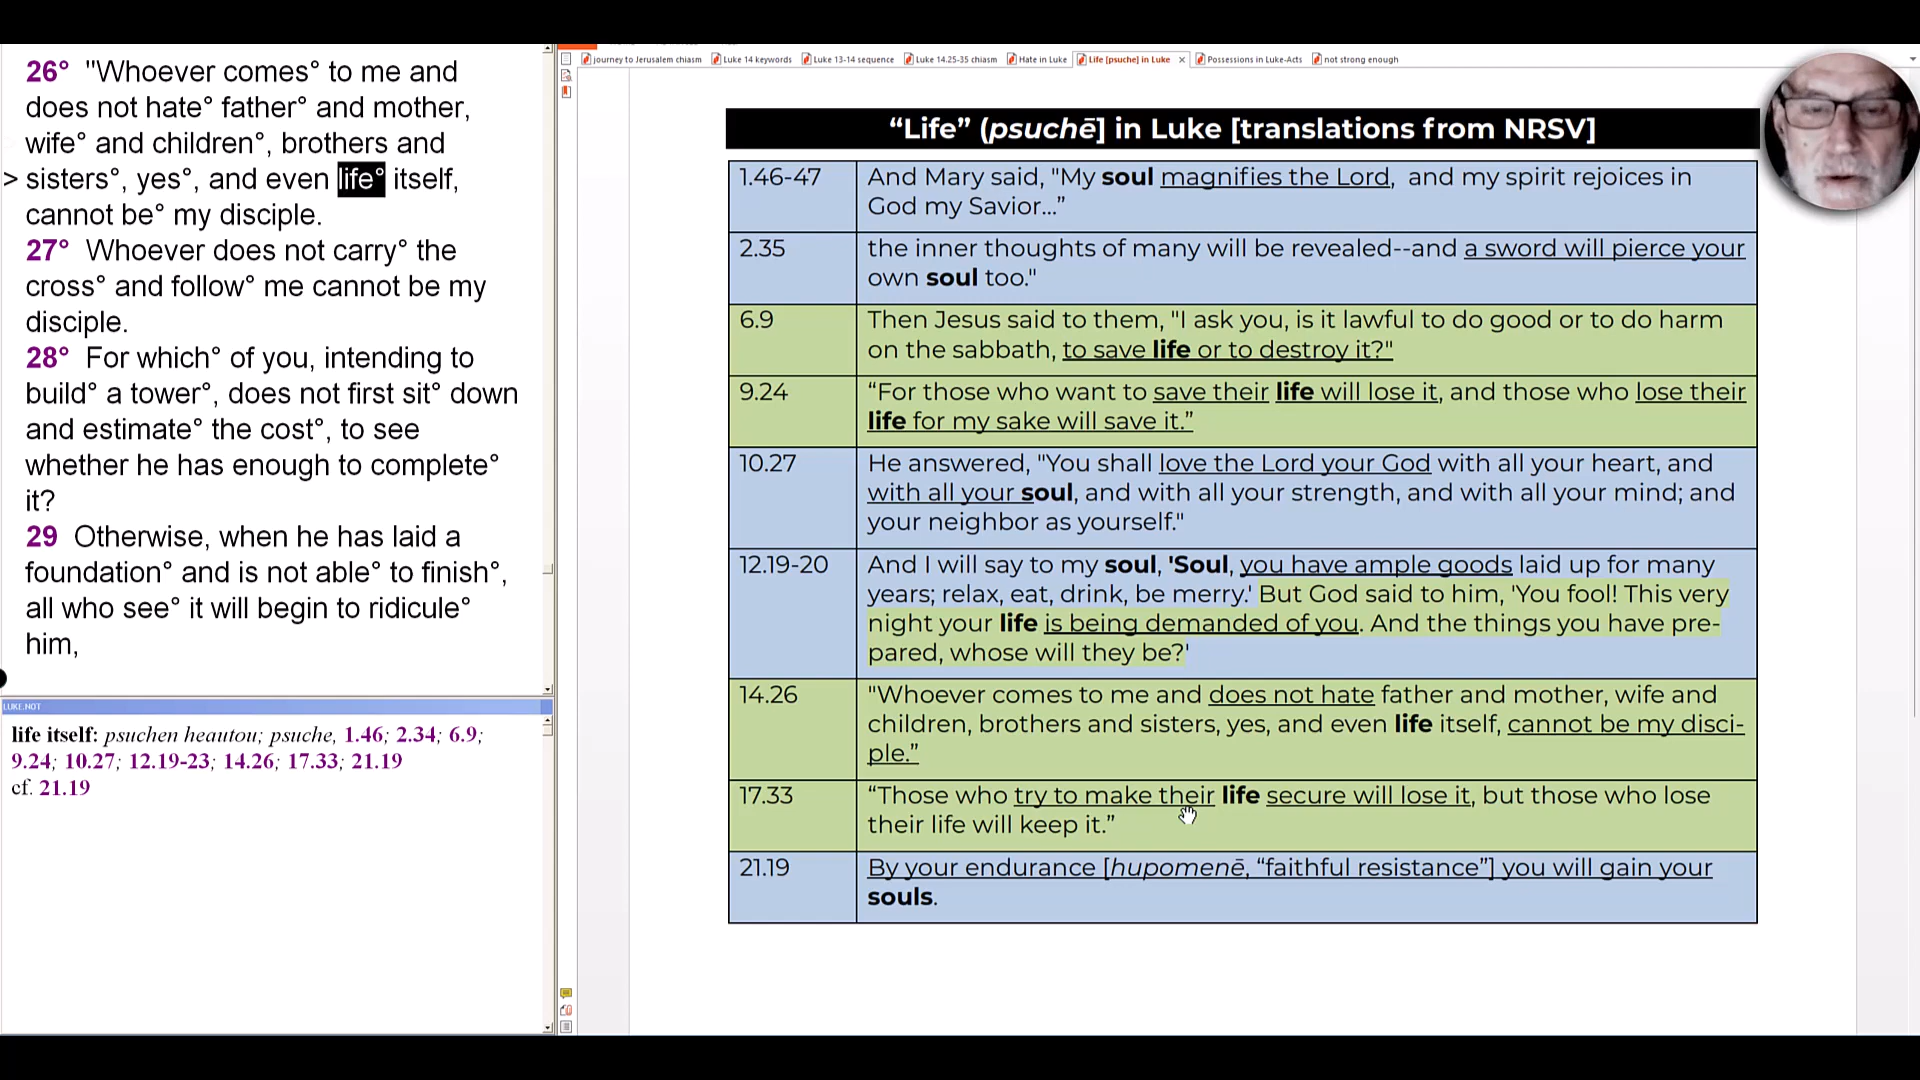 26° "Whoever comes° to me and
does not hate° father° and mother,
wife° and children°, brothers and
> sisters°, yes°, and even life° itself,
cannot be° my disciple.
27° Whoever does not carry° the
cross° and follow° me cannot be my
disciple.
28° For which° of you, intending to
build° a tower°, does not first sit° down
and estimate° the cost°, to see
whether he has enough to complete°
it?
29 Otherwise, when he has laid a
foundation° and is not able° to finish°,
all who see° it will begin to ridicule°
him,
LUKE.NOT
life itself: psuchen heautou; psuche, 1.46; 2.34; 6.9;
9.24; 10.27; 12.19-23; 14.26; 17.33; 21.19
cf. 21.19
journey to Jerusalem chiasm Luke 14 keywords Luke 13-14 sequence Luke 14.25-35 chiasm Hate in Luke Life [psuche] in Luke × Possessions in Luke-Acts not strong enough
“Life” (psuchē] in Luke [translations from NRSV]
1.46-47 And Mary said, "My soul magnifies the Lord, and my spirit rejoices in
God my Savior…”
2.35 the inner thoughts of many will be revealed--and a sword will pierce your
own soul too."
6.9 Then Jesus said to them, "I ask you, is it lawful to do good or to do harm
on the sabbath, to save life or to destroy it?"
9.24 “For those who want to save their life will lose it, and those who lose their
life for my sake will save it.”
10.27 He answered, "You shall love the Lord your God with all your heart, and
with all your soul, and with all your strength, and with all your mind; and
your neighbor as yourself."
12.19-20 And I will say to my soul, 'Soul, you have ample goods laid up for many
years; relax, eat, drink, be merry.' But God said to him, 'You fool! This very
night your life is being demanded of you. And the things you have pre-
pared, whose will they be?'
14.26 "Whoever comes to me and does not hate father and mother, wife and
children, brothers and sisters, yes, and even life itself, cannot be my disci-
ple.”
17.33 “Those who try to make their life secure will lose it, but those who lose
their life will keep it.”
21.19 By your endurance [hupomenē, “faithful resistance”] you will gain your
souls.